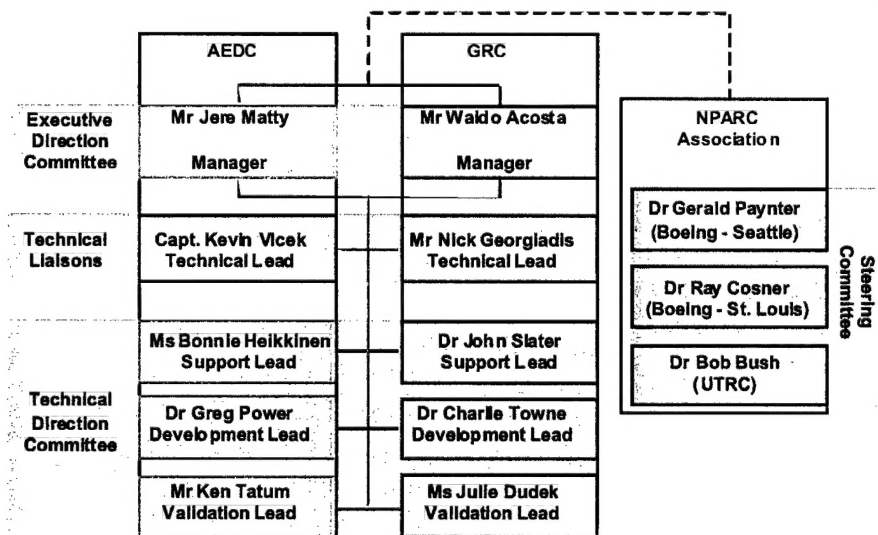 AEDC
GRC
Executive
Direction
Committee
Mr Jere Matty
Manager
Mr Waldo Acosta
Manager
NPARC
Association
Technical
Liaisons
Capt. Kevin Vlcek
Technical Lead
Mr Nick Georgiadis
Technical Lead
Dr Gerald Paynter
(Boeing - Seattle)
Dr Ray Cosner
(Boeing - St. Louis)
Dr Bob Bush
(UTRC)
Steering
Committee
Technical
Direction
Committee
Ms Bonnie Heikkinen
Support Lead
Dr John Slater
Support Lead
Dr Greg Power
Development Lead
Dr Charlie Towne
Development Lead
Mr Ken Tatum
Validation Lead
Ms Julie Dudek
Validation Lead